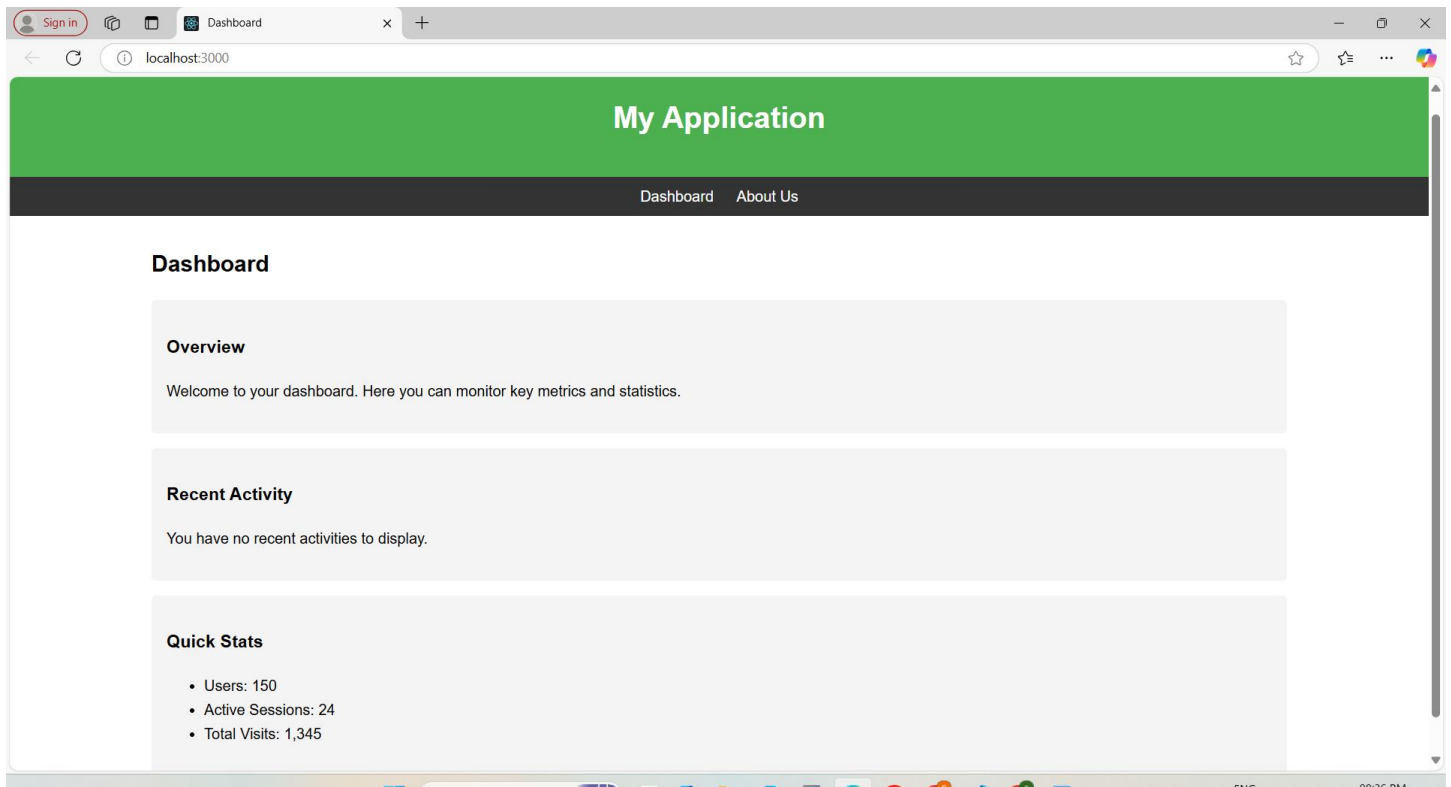 Sign in
Dashboard
localhost:3000
My Application
Dashboard About Us
Dashboard
Overview
Welcome to your dashboard. Here you can monitor key metrics and statistics.
Recent Activity
You have no recent activities to display.
Quick Stats
• Users: 150
• Active Sessions: 24
• Total Visits: 1,345